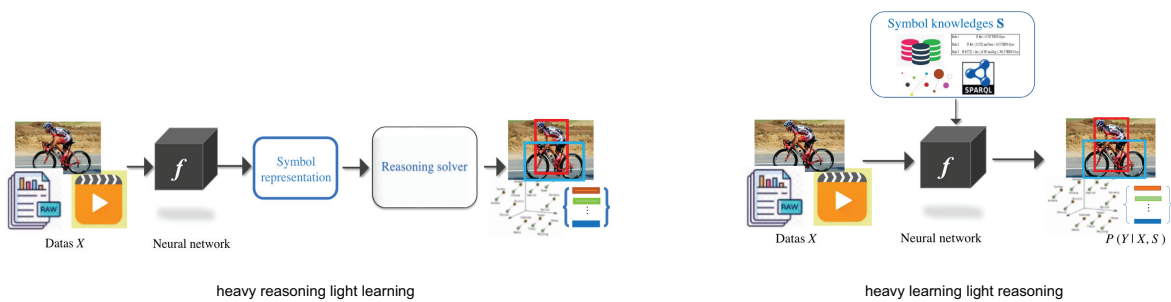 f
Symbol
representation
Reasoning solver
RAW
Datas X
Neural network
heavy reasoning light learning
Symbol knowledges S
SPARQL
f
RAW
Datas X
Neural network
P (Y | X, S )
heavy learning light reasoning